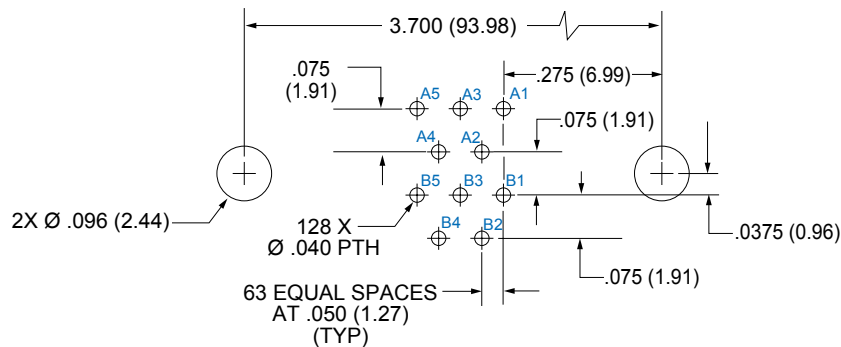 3.700 (93.98)
.075
(1.91)
.275 (6.99)
A5
A3
A1
.075 (1.91)
A4
A2
B5
B3
B1
2X Ø .096 (2.44)
128 X
Ø .040 PTH
B4
B2
.0375 (0.96)
.075 (1.91)
63 EQUAL SPACES
AT .050 (1.27)
(TYP)